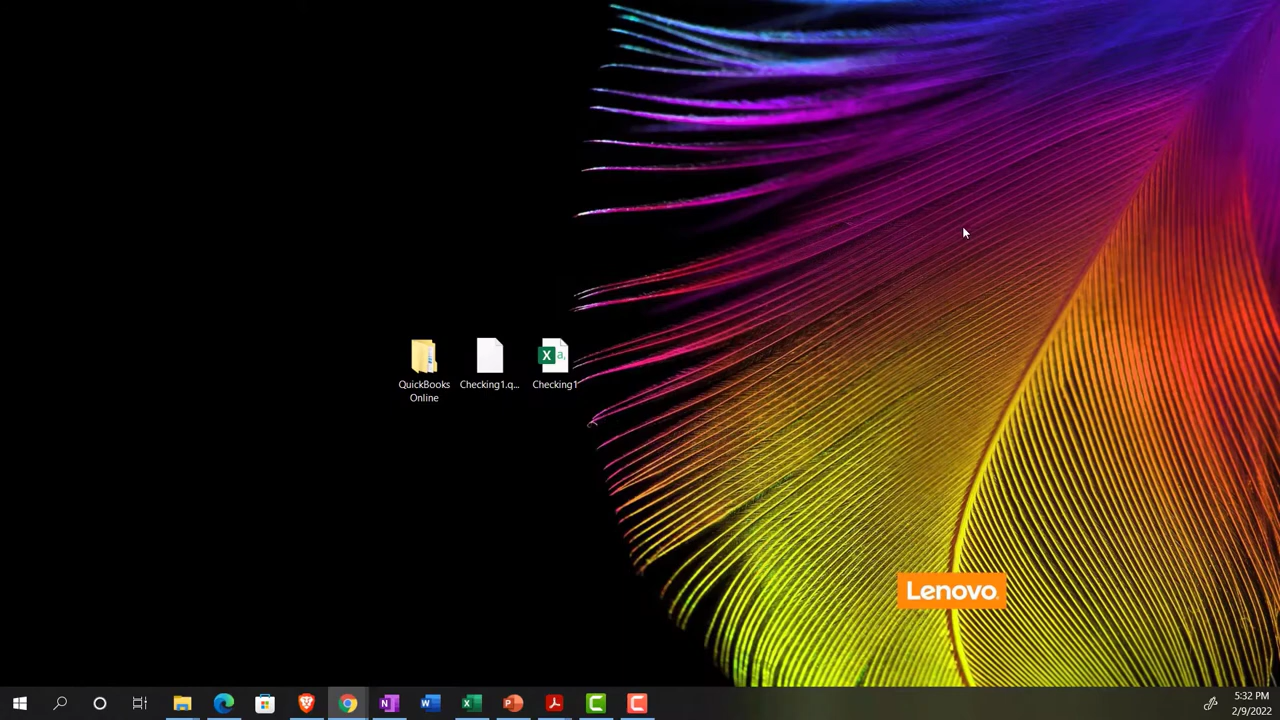 QuickBooks
Online
Checking1.q...
Checking1
Lenovo
5:32 PM
2/9/2022